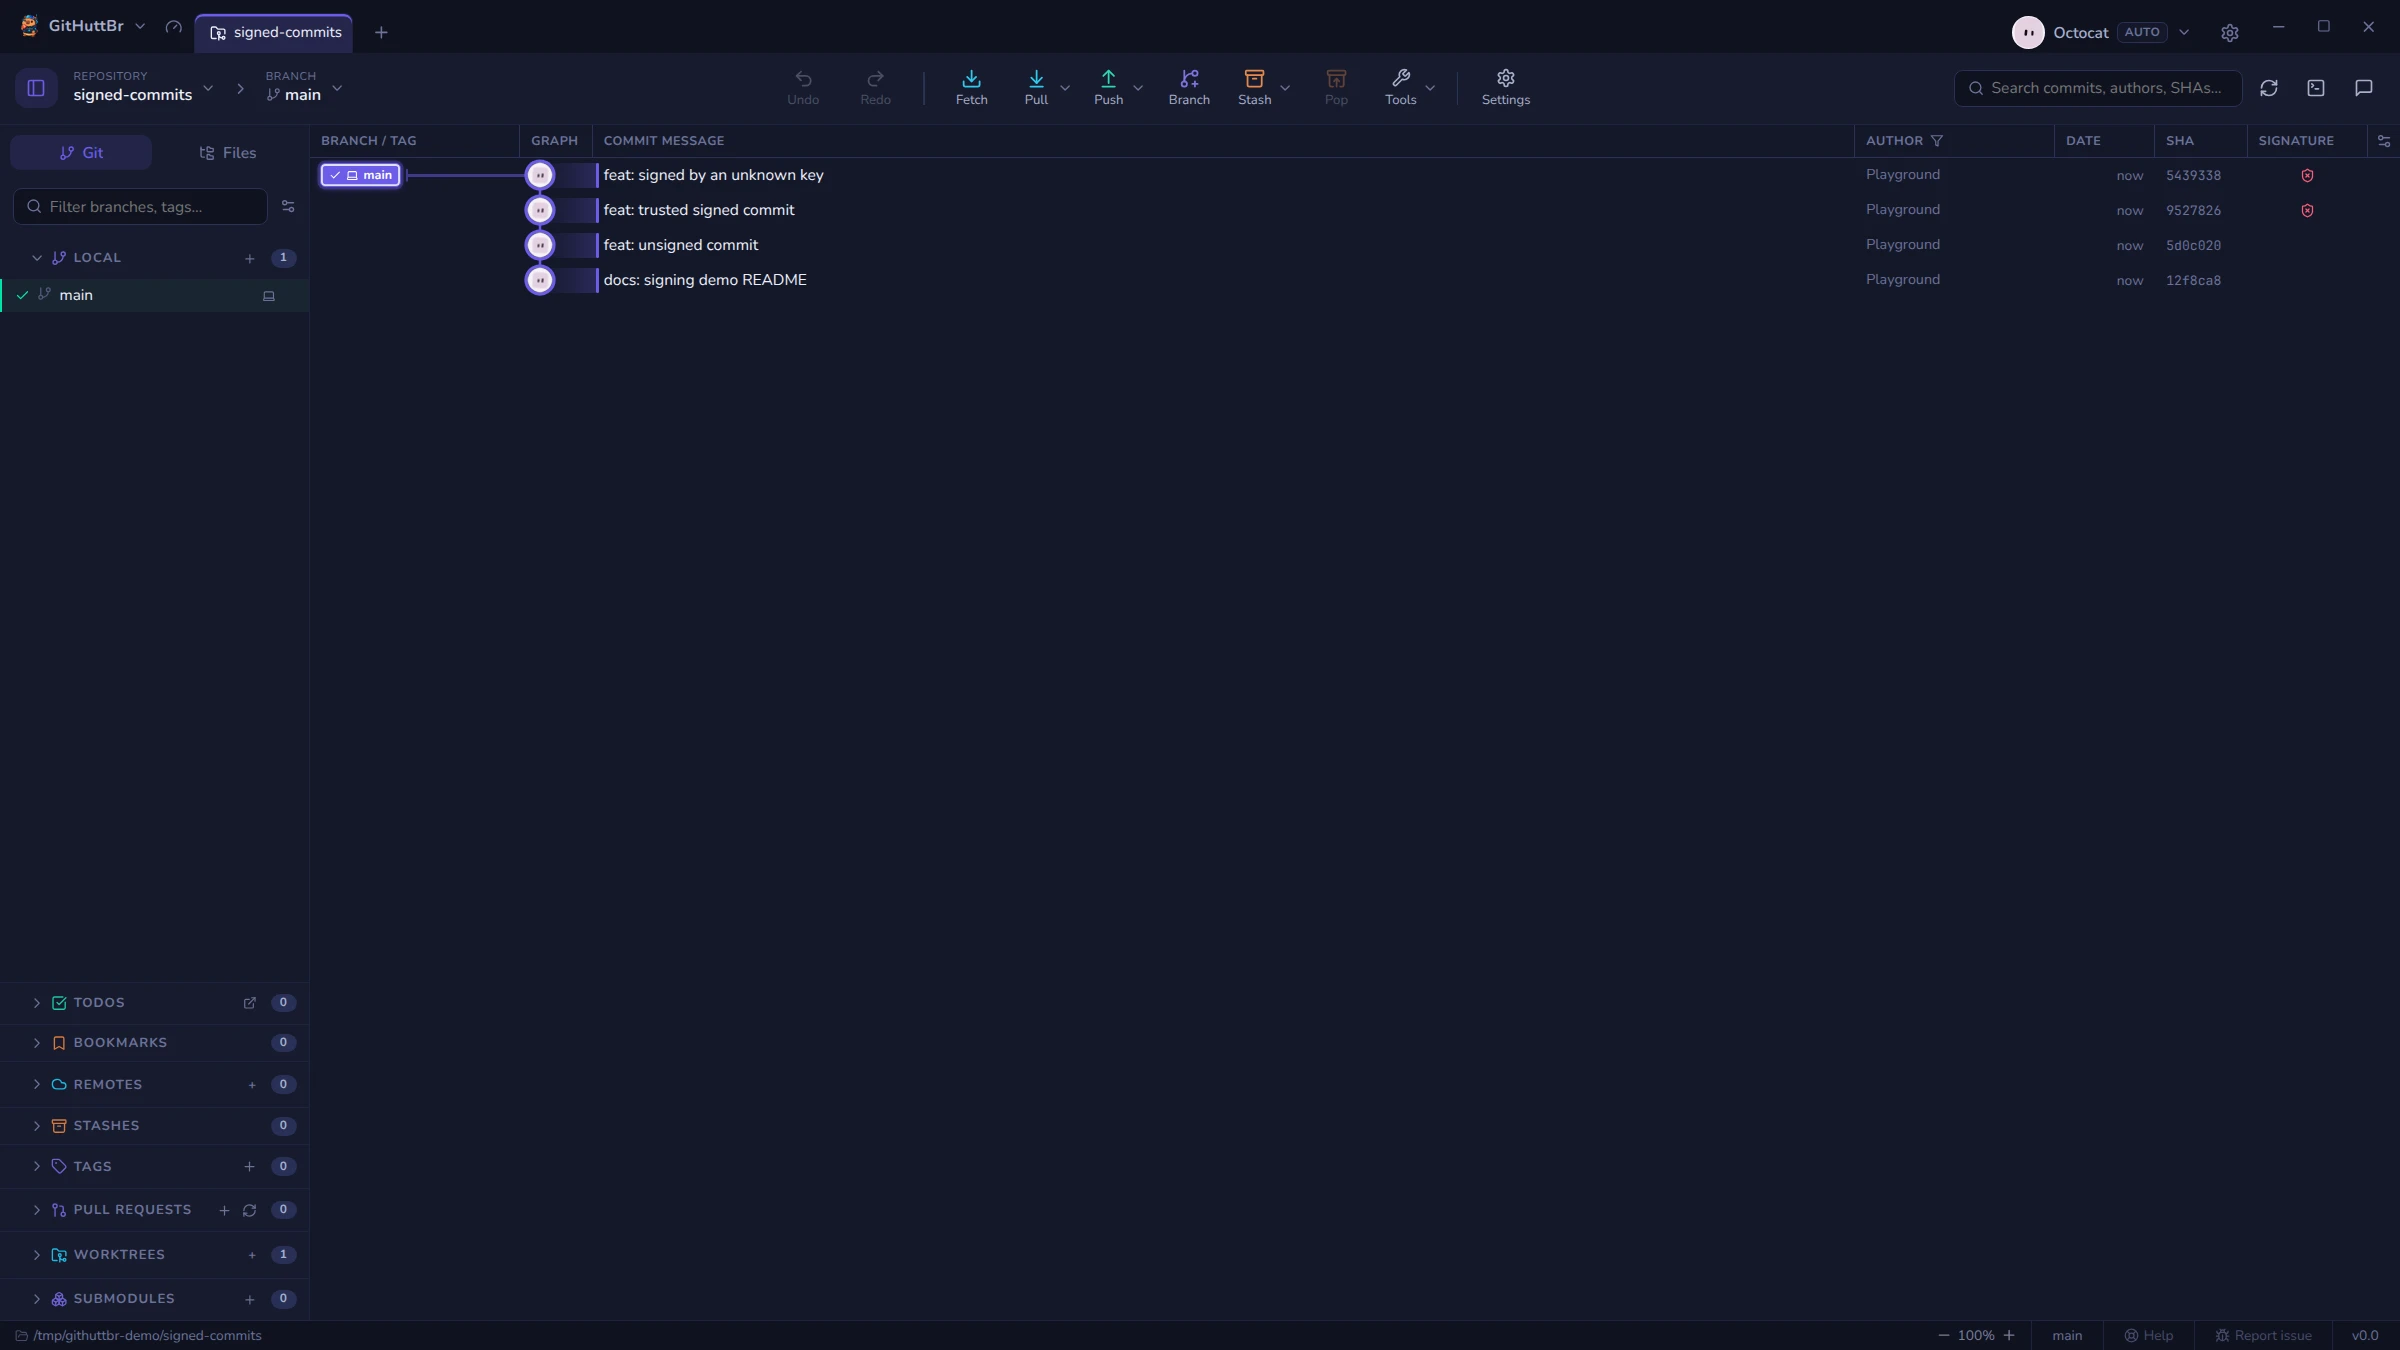 GitHuttBr
signed-commits
Octocat AUTO
REPOSITORY
signed-commits
BRANCH
main
Undo
Redo
Fetch
Pull
Push
Branch
Stash
Pop
Tools
Settings
Search commits, authors, SHAs...
Git
Files
Filter branches, tags...
LOCAL 1
main
BRANCH / TAG GRAPH COMMIT MESSAGE AUTHOR DATE SHA SIGNATURE
main feat: signed by an unknown key Playground now 5439338
feat: trusted signed commit Playground now 9527826
feat: unsigned commit Playground now 5d0c020
docs: signing demo README Playground now 12f8ca8
TODOS 0
BOOKMARKS 0
REMOTES 0
STASHES 0
TAGS 0
PULL REQUESTS 0
WORKTREES 1
SUBMODULES 0
/tmp/githuttbr-demo/signed-commits
100%
main
Help
Report issue
v0.0